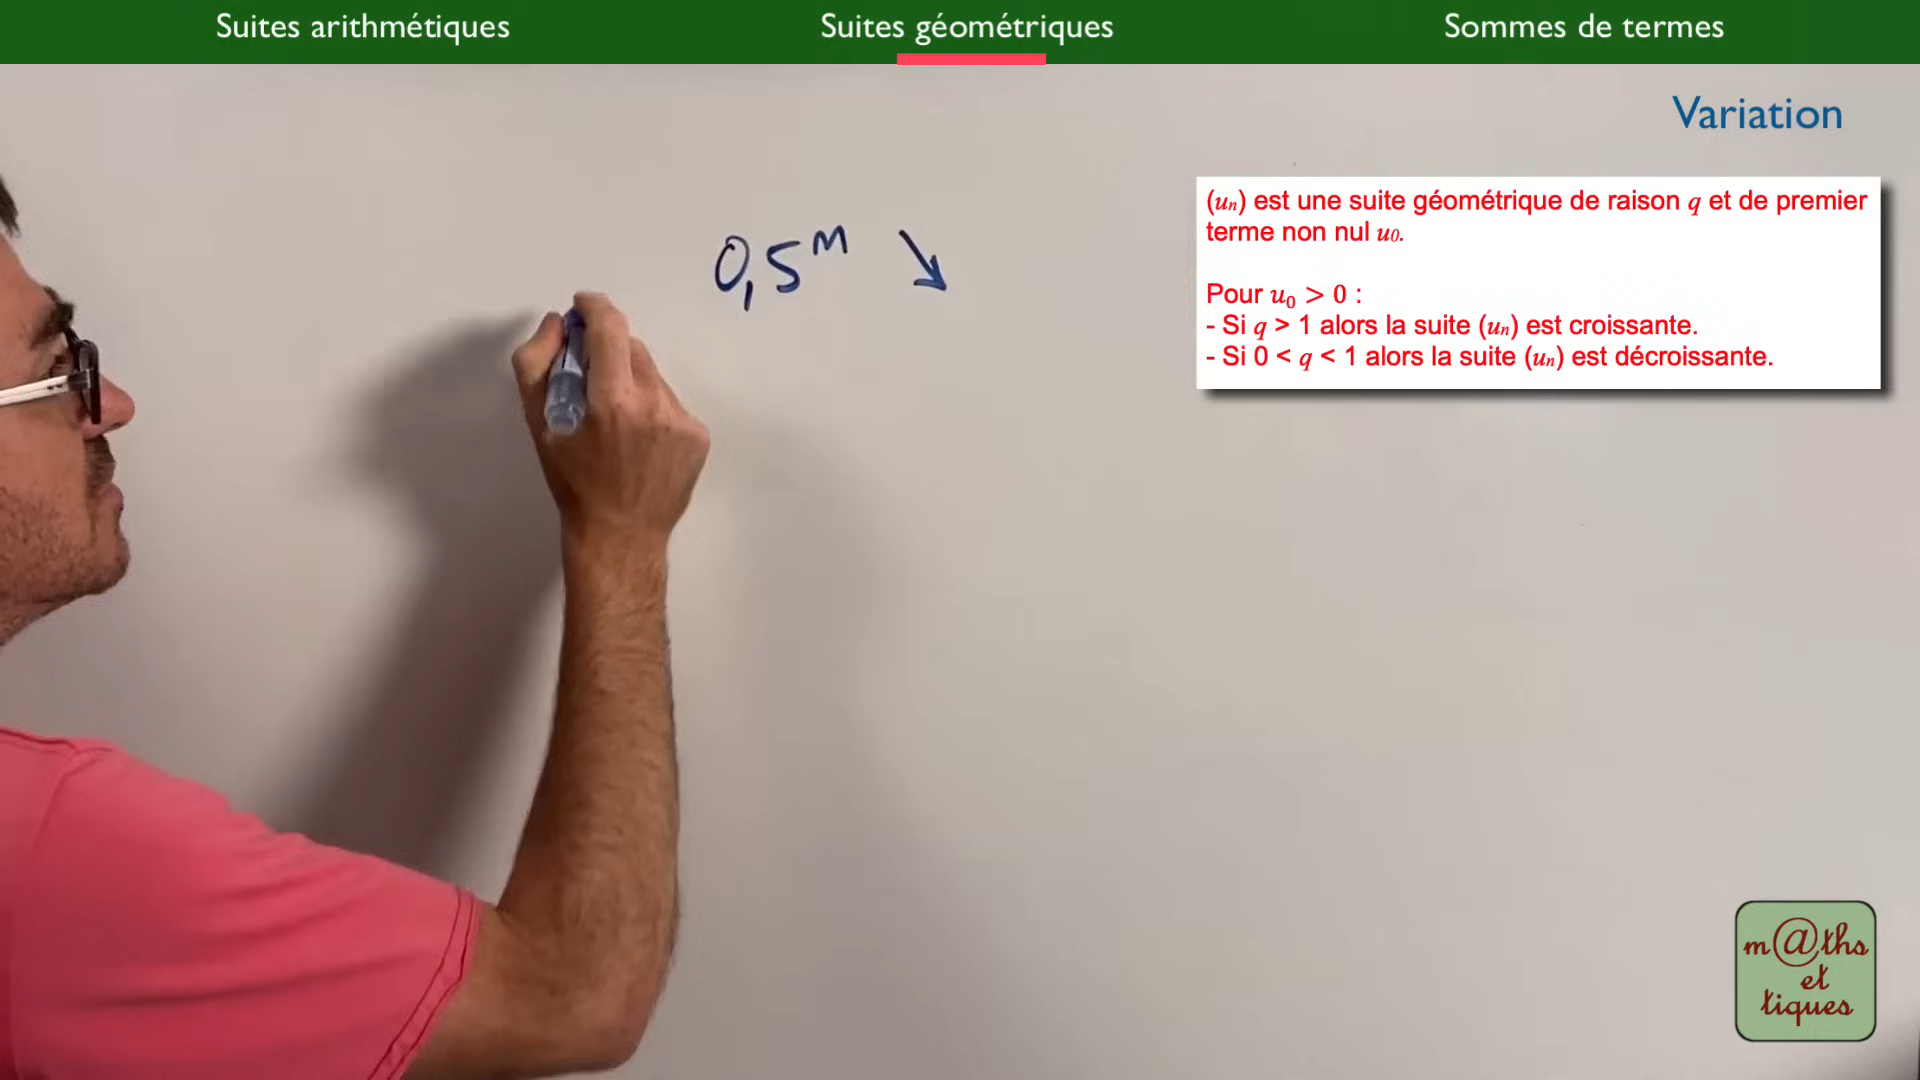 Suites arithmétiques
Suites géométriques
Sommes de termes
Variation
0,5ⁿ ↘
(uₙ) est une suite géométrique de raison q et de premier
terme non nul u₀.
Pour u₀ > 0 :
- Si q > 1 alors la suite (uₙ) est croissante.
- Si 0 < q < 1 alors la suite (uₙ) est décroissante.
m@ths
et
tiques